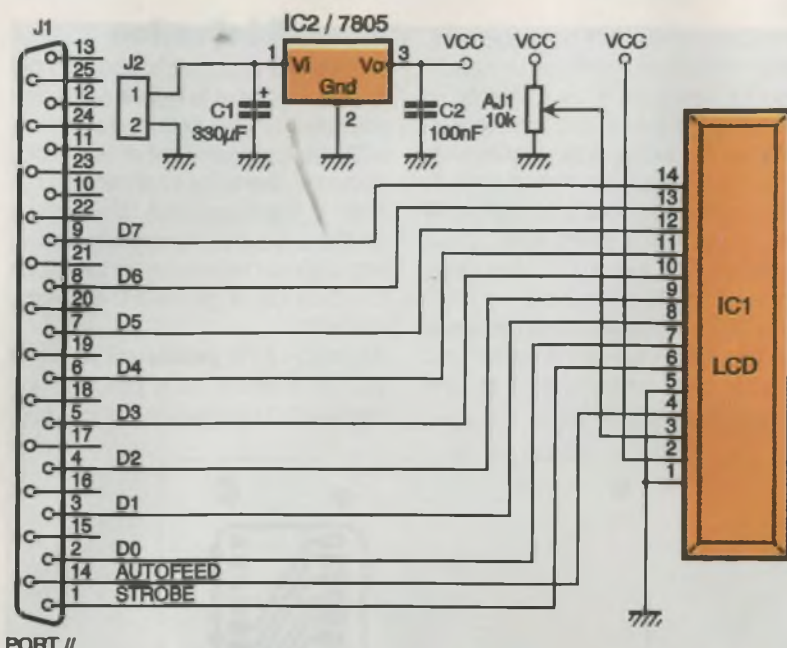 J1
13
25
12
24
11
23
10
22
9 D7
21
8 D6
20
7 D5
19
6 D4
18
5 D3
17
4 D2
16
3 D1
15
2 D0
14 AUTOFEED
1 STROBE
PORT //
J2
1
2
C1
330µF
IC2 / 7805
1 Vi Vo 3
Gnd
2
C2
100nF
VCC
VCC
VCC
AJ1
10k
14
13
12
11
10
9
8
7
6
5
4
3
2
1
IC1
LCD